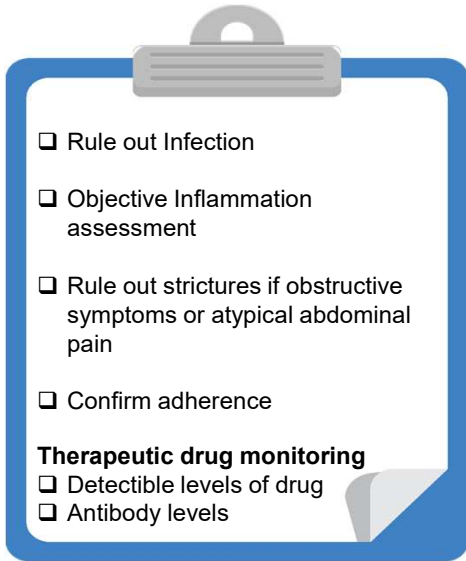 ❑ Rule out Infection
❑ Objective Inflammation
assessment
❑ Rule out strictures if obstructive
symptoms or atypical abdominal
pain
❑ Confirm adherence
Therapeutic drug monitoring
❑ Detectible levels of drug
❑ Antibody levels